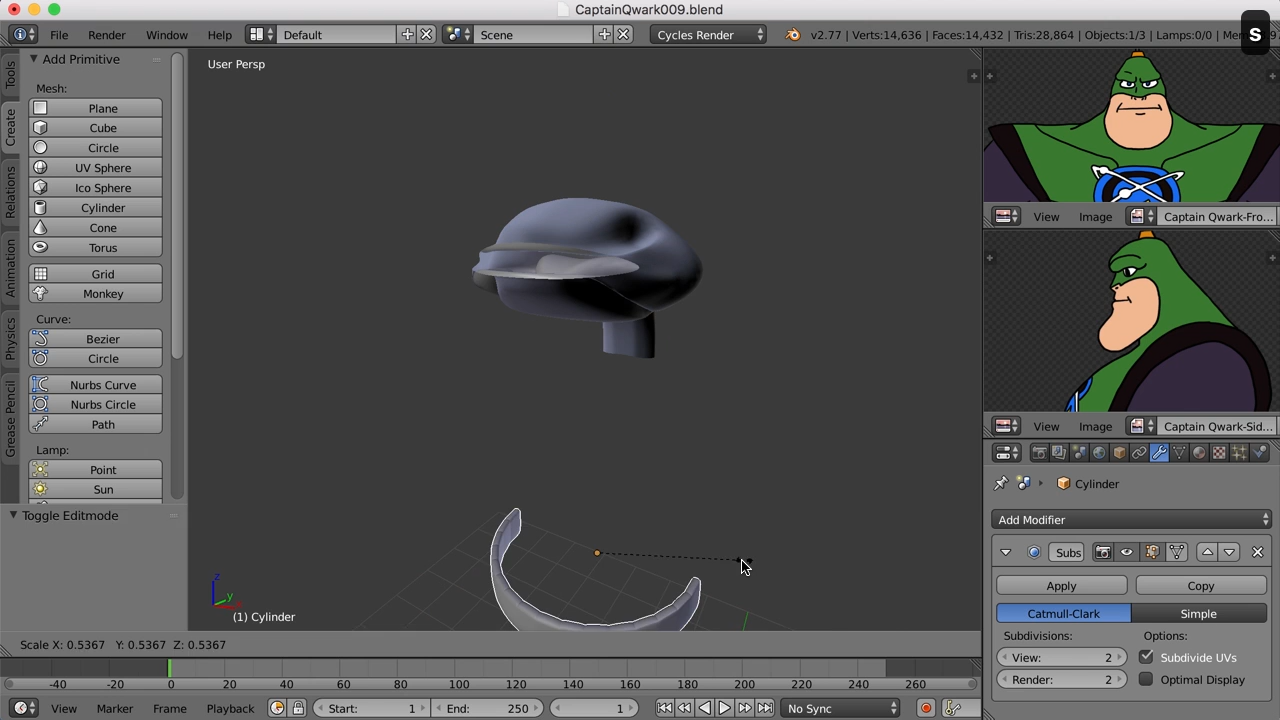 CaptainQwark009.blend
S
File Render Window Help Default Scene Cycles Render v2.77 | Verts:14,636 | Faces:14,432 | Tris:28,864 | Objects:1/3 | Lamps:0/0 |
Tools
Create
Relations
Animation
Physics
Grease Pencil
Add Primitive
Mesh:
Plane
Cube
Circle
UV Sphere
Ico Sphere
Cylinder
Cone
Torus
Grid
Monkey
Curve:
Bezier
Circle
Nurbs Curve
Nurbs Circle
Path
Lamp:
Point
Sun
Toggle Editmode
User Persp
z
y
(1) Cylinder
Scale X: 0.5367 Y: 0.5367 Z: 0.5367
View Image Captain Qwark-Fro...
View Image Captain Qwark-Sid...
Cylinder
Add Modifier
Subs
Apply Copy
Catmull-Clark Simple
Subdivisions: Options:
View: 2 Subdivide UVs
Render: 2 Optimal Display
-40 -20 0 20 40 60 80 100 120 140 160 180 200 220 240 260
View Marker Frame Playback Start: 1 End: 250 1 No Sync